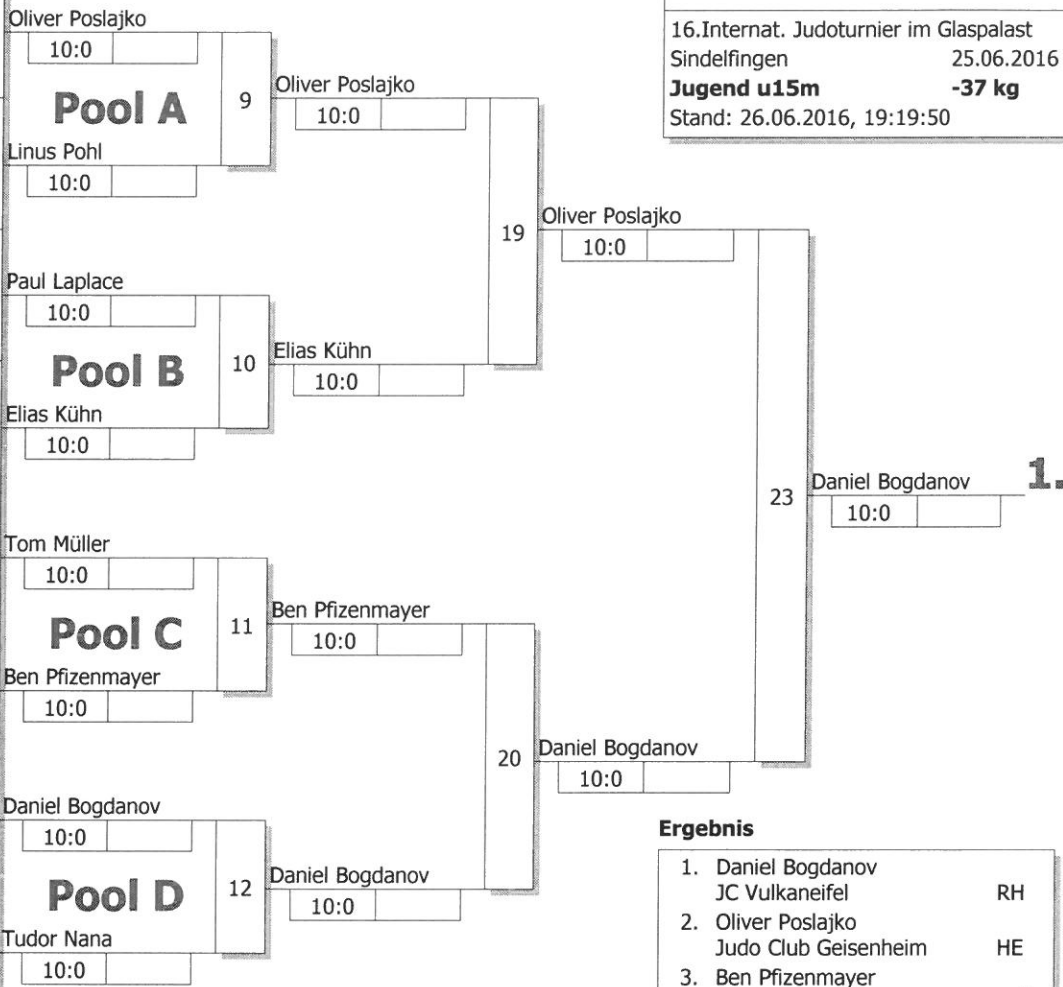 16.Internat. Judoturnier im Glaspalast
Sindelfingen 25.06.2016
Jugend u15m -37 kg
Stand: 26.06.2016, 19:19:50
Oliver Poslajko
10:0
Pool A
9
Linus Pohl
10:0
Oliver Poslajko
10:0
Paul Laplace
10:0
Pool B
10
Elias Kühn
10:0
Elias Kühn
10:0
19
Oliver Poslajko
10:0
Tom Müller
10:0
Pool C
11
Ben Pfizenmayer
10:0
Ben Pfizenmayer
10:0
Daniel Bogdanov
10:0
Pool D
12
Tudor Nana
10:0
Daniel Bogdanov
10:0
20
Daniel Bogdanov
10:0
23
Daniel Bogdanov
10:0
1.
Ergebnis
1. Daniel Bogdanov
JC Vulkaneifel RH
2. Oliver Poslajko
Judo Club Geisenheim HE
3. Ben Pfizenmayer